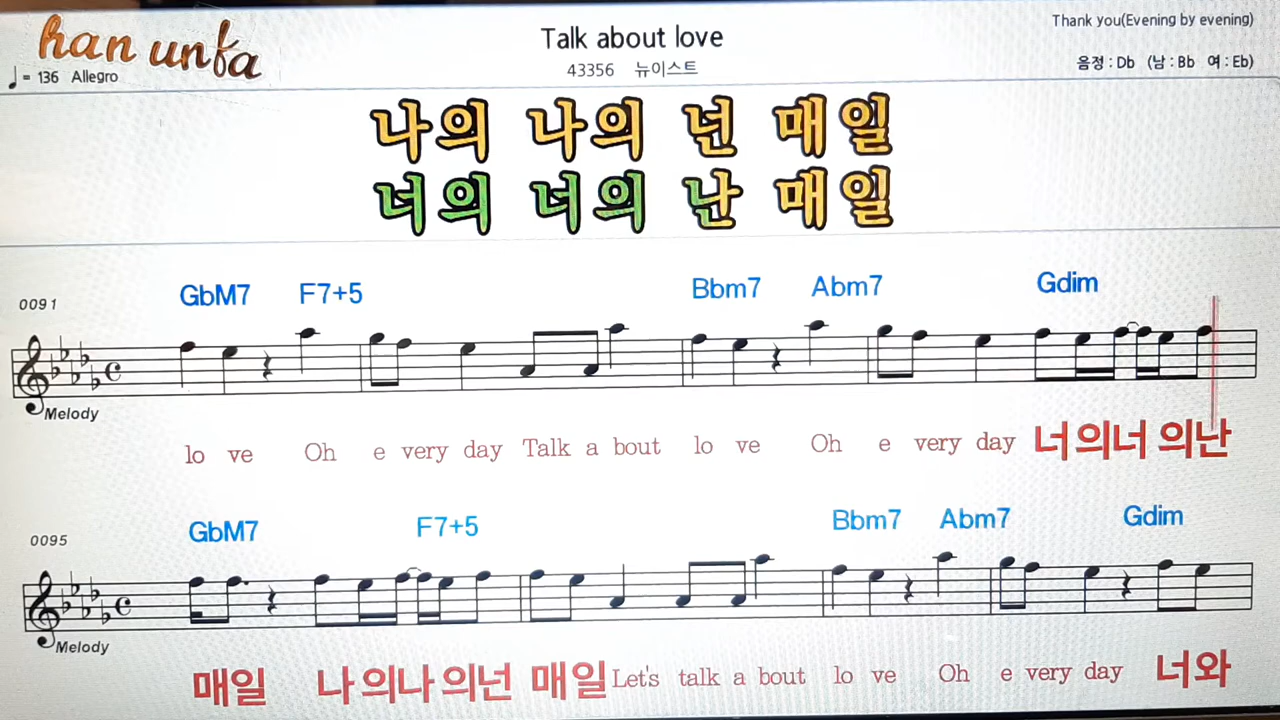 han unfa
Talk about love
Thank you(Evening by evening)
♩= 136 Allegro
43356 뉴이스트
음정 : Db (남 : Bb 여 : Eb)
나의 나의 넌 매일
너의 너의 난 매일
GbM7 F7+5 Bbm7 Abm7 Gdim
0091
Melody
lo ve Oh e very day Talk a bout lo ve Oh e very day 너의너 의난
GbM7 F7+5 Bbm7 Abm7 Gdim
0095
Melody
매일 나의나의넌 매일Let's talk a bout lo ve Oh e very day 너와